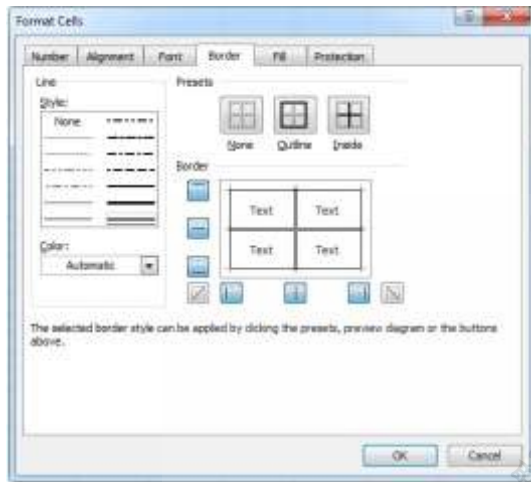 Format Cells
Number Alignment Font Border Fill Protection
Line
Presets
Style:
None
None Outline Inside
Border
Text Text
Text Text
Color:
Automatic
The selected border style can be applied by clicking the presets, preview diagram or the buttons
above.
OK Cancel